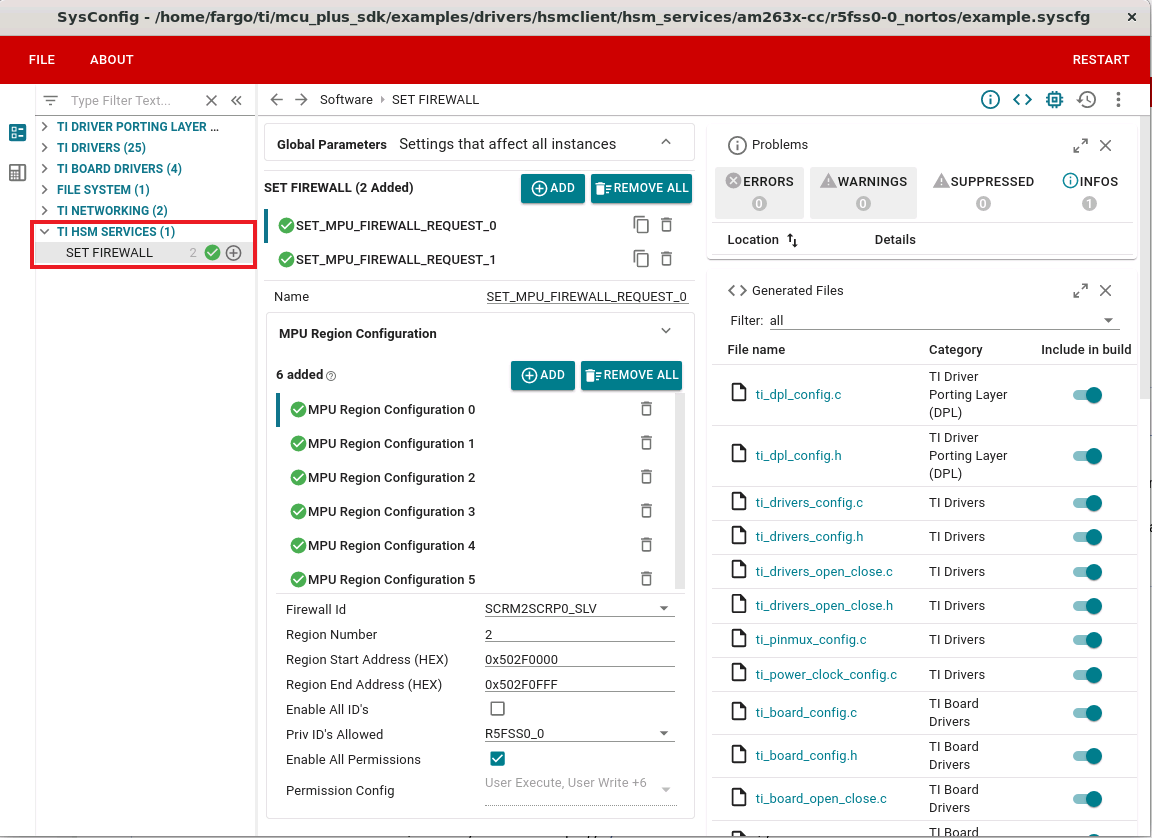 SysConfig - /home/fargo/ti/mcu_plus_sdk/examples/drivers/hsmclient/hsm_services/am263x-cc/r5fss0-0_nortos/example.syscfg
FILE
ABOUT
RESTART
Type Filter Text...
TI DRIVER PORTING LAYER ...
TI DRIVERS (25)
TI BOARD DRIVERS (4)
FILE SYSTEM (1)
TI NETWORKING (2)
TI HSM SERVICES (1)
SET FIREWALL 2
Software > SET FIREWALL
Global Parameters Settings that affect all instances
SET FIREWALL (2 Added)
ADD
REMOVE ALL
SET_MPU_FIREWALL_REQUEST_0
SET_MPU_FIREWALL_REQUEST_1
Name SET_MPU_FIREWALL_REQUEST_0
MPU Region Configuration
6 added
ADD
REMOVE ALL
MPU Region Configuration 0
MPU Region Configuration 1
MPU Region Configuration 2
MPU Region Configuration 3
MPU Region Configuration 4
MPU Region Configuration 5
Firewall Id SCRM2SCRP0_SLV
Region Number 2
Region Start Address (HEX) 0x502F0000
Region End Address (HEX) 0x502F0FFF
Enable All ID's
Priv ID's Allowed R5FSS0_0
Enable All Permissions
Permission Config User Execute, User Write +6
Problems
ERRORS WARNINGS SUPPRESSED INFOS
0 0 0 1
Location Details
Generated Files
Filter: all
File name Category Include in build
ti_dpl_config.c TI Driver
Porting Layer
(DPL)
ti_dpl_config.h TI Driver
Porting Layer
(DPL)
ti_drivers_config.c TI Drivers
ti_drivers_config.h TI Drivers
ti_drivers_open_close.c TI Drivers
ti_drivers_open_close.h TI Drivers
ti_pinmux_config.c TI Drivers
ti_power_clock_config.c TI Drivers
ti_board_config.c TI Board
Drivers
ti_board_config.h TI Board
Drivers
ti_board_open_close.c TI Board
Drivers
TI Board